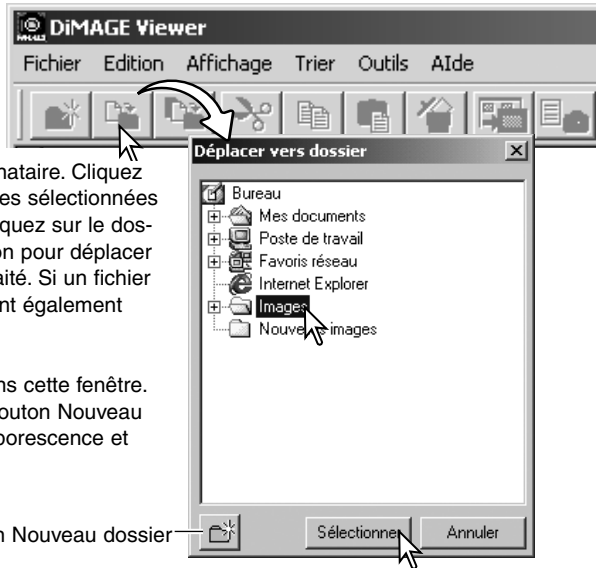 DiMAGE Viewer
Fichier Edition Affichage Trier Outils AIde
Déplacer vers dossier
Bureau
Mes documents
Poste de travail
Favoris réseau
Internet Explorer
Images
images
Sélectionner Annuler
nataire. Cliquez
es sélectionnées
quez sur le dos-
on pour déplacer
aité. Si un fichier
nt également
ns cette fenêtre.
outon Nouveau
borescence et
n Nouveau dossier